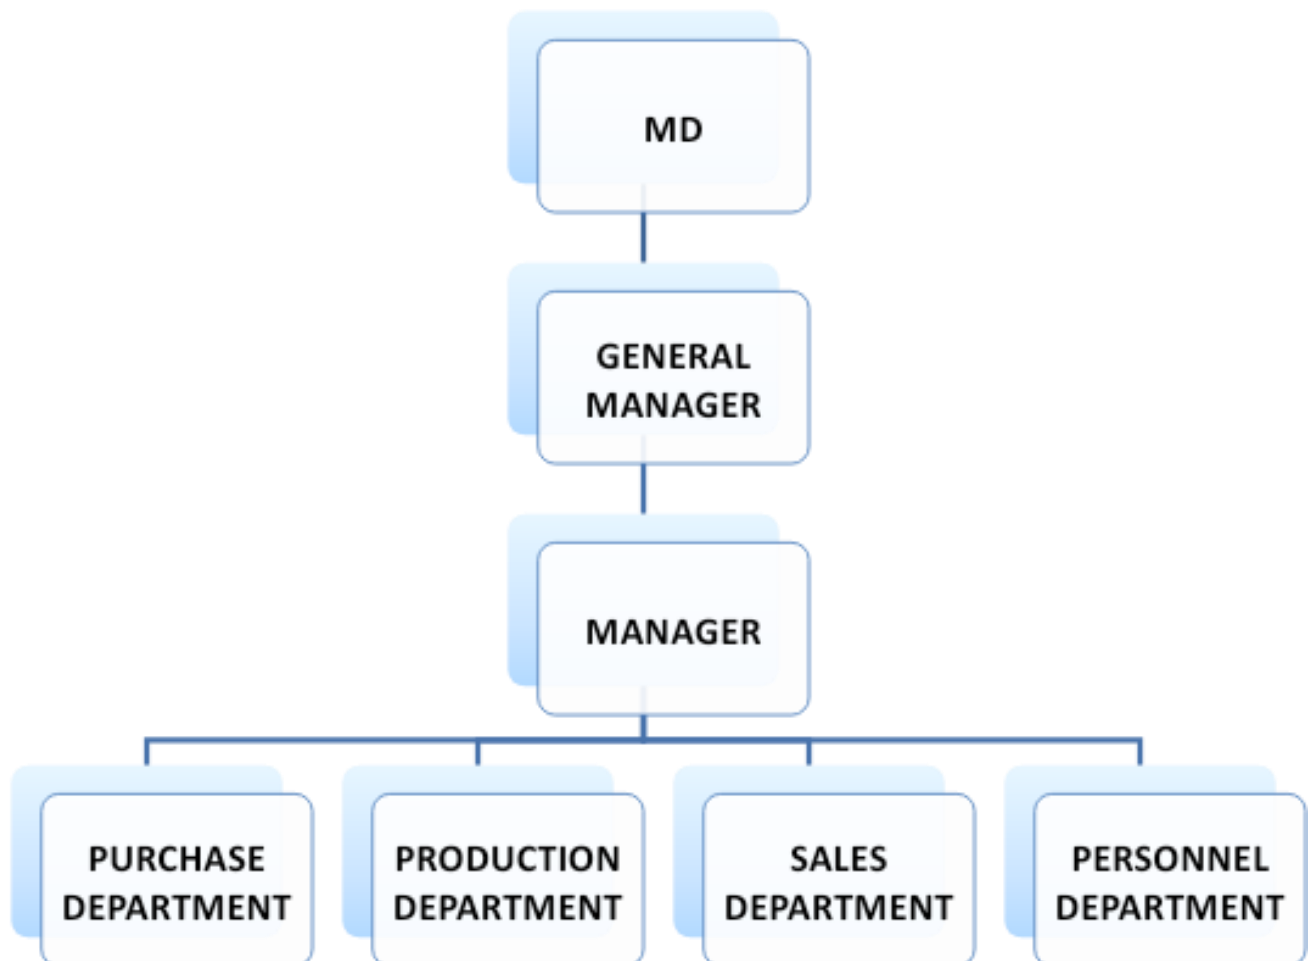 MD
GENERAL
MANAGER
MANAGER
PURCHASE
DEPARTMENT
PRODUCTION
DEPARTMENT
SALES
DEPARTMENT
PERSONNEL
DEPARTMENT